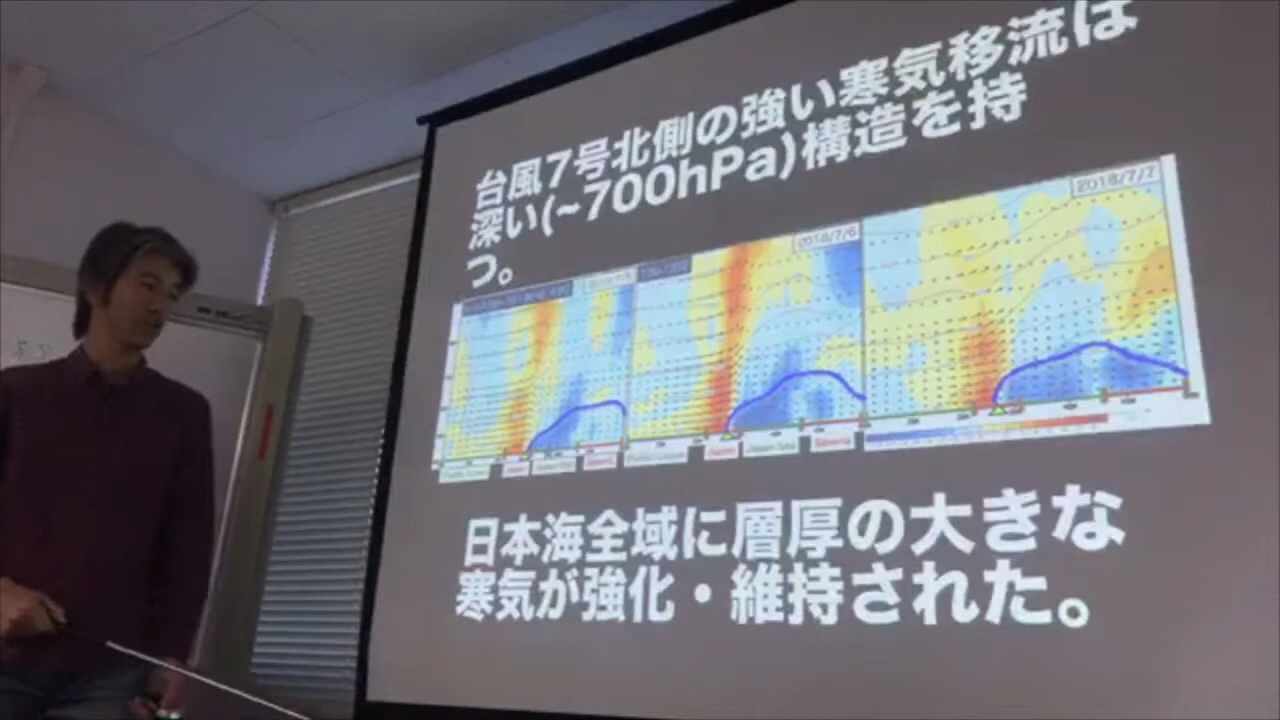 台風7号北側の強い寒気移流は
深い(~700hPa)構造を持
つ。
2018/7/6
2018/7/7
日本海全域に層厚の大きな
寒気が強化・維持された。